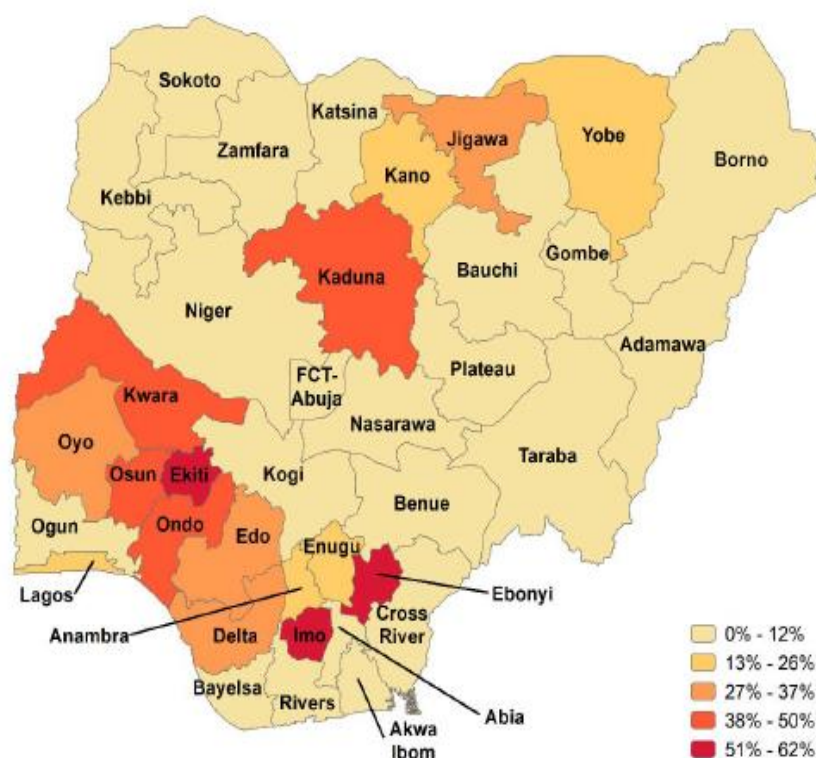 Sokoto
Katsina
Jigawa
Yobe
Zamfara
Borno
Kano
Kebbi
Gombe
Bauchi
Kaduna
Niger
Adamawa
Plateau
FCT-
Abuja
Kwara
Nasarawa
Oyo
Taraba
Osun
Ekiti
Kogi
Benue
Ogun
Ondo
Edo
Enugu
Lagos
Ebonyi
Cross
River
Anambra
Delta
Imo
Bayelsa
Rivers
Abia
Akwa
Ibom
0% - 12%
13% - 26%
27% - 37%
38% - 50%
51% - 62%